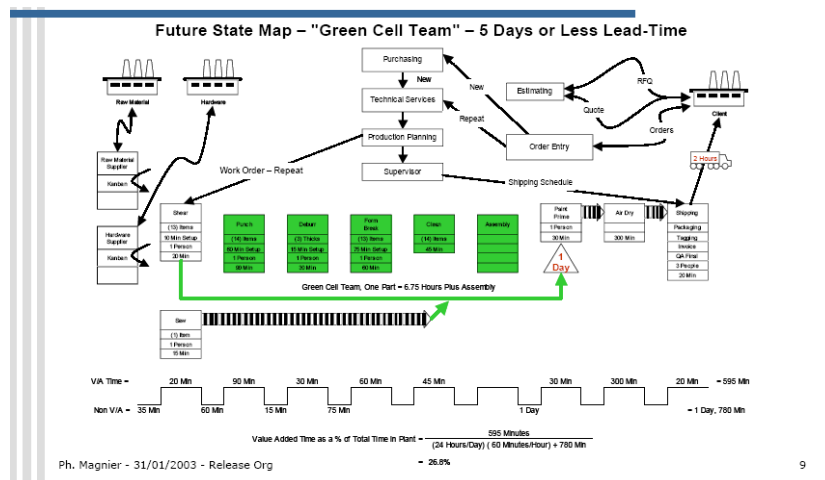 Future State Map – "Green Cell Team" – 5 Days or Less Lead-Time
Raw Material
Hardware
Purchasing
New
Technical Services
Production Planning
Supervisor
New
Repeat
Estimating
Order Entry
RFQ
Quote
Orders
Client
2 Hours
Raw Material
Supplier
Kanban
Hardware
Supplier
Kanban
Work Order – Repeat
Shipping Schedule
Shear
(13) Items
10 Min Setup
1 Person
20 Min
Punch
(14) Items
60 Min Setup
1 Person
Deburr
(3) Thicks
15 Min Setup
1 Person
30 Min
Form
Break
(13) Items
1 Person
60 Min
Clean
(14) Items
45 Min
Assembly
Paint
Prime
1 Person
30 Min
1
Day
Air Dry
300 Min
Shipping
Packaging
Tagging
Invoice
QA Final
3 People
20 Min
Green Cell Team, One Part = 6.75 Hours Plus Assembly
Saw
(1) Item
1 Person
15 Min
V/A Time = 20 Min 90 Min 30 Min 60 Min 45 Min 30 Min 300 Min 20 Min = 595 Min
Non V/A = 35 Min 60 Min 15 Min 75 Min 1 Day = 1 Day, 780 Min
Value Added Time as a % of Total Time in Plant =
595 Minutes
(24 Hours/Day) ( 60 Minutes/Hour) + 780 Min
= 26.8%
Ph. Magnier - 31/01/2003 - Release Org
9